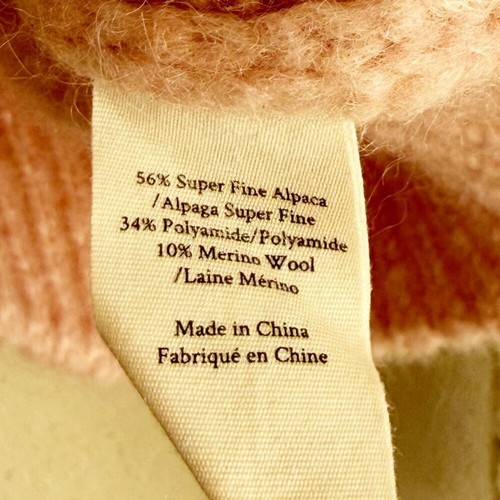 56% Super Fine Alpaca
/Alpaga Super Fine
34% Polyamide/Polyamide
10% Merino Wool
/Laine Mérino
Made in China
Fabriqué en Chine